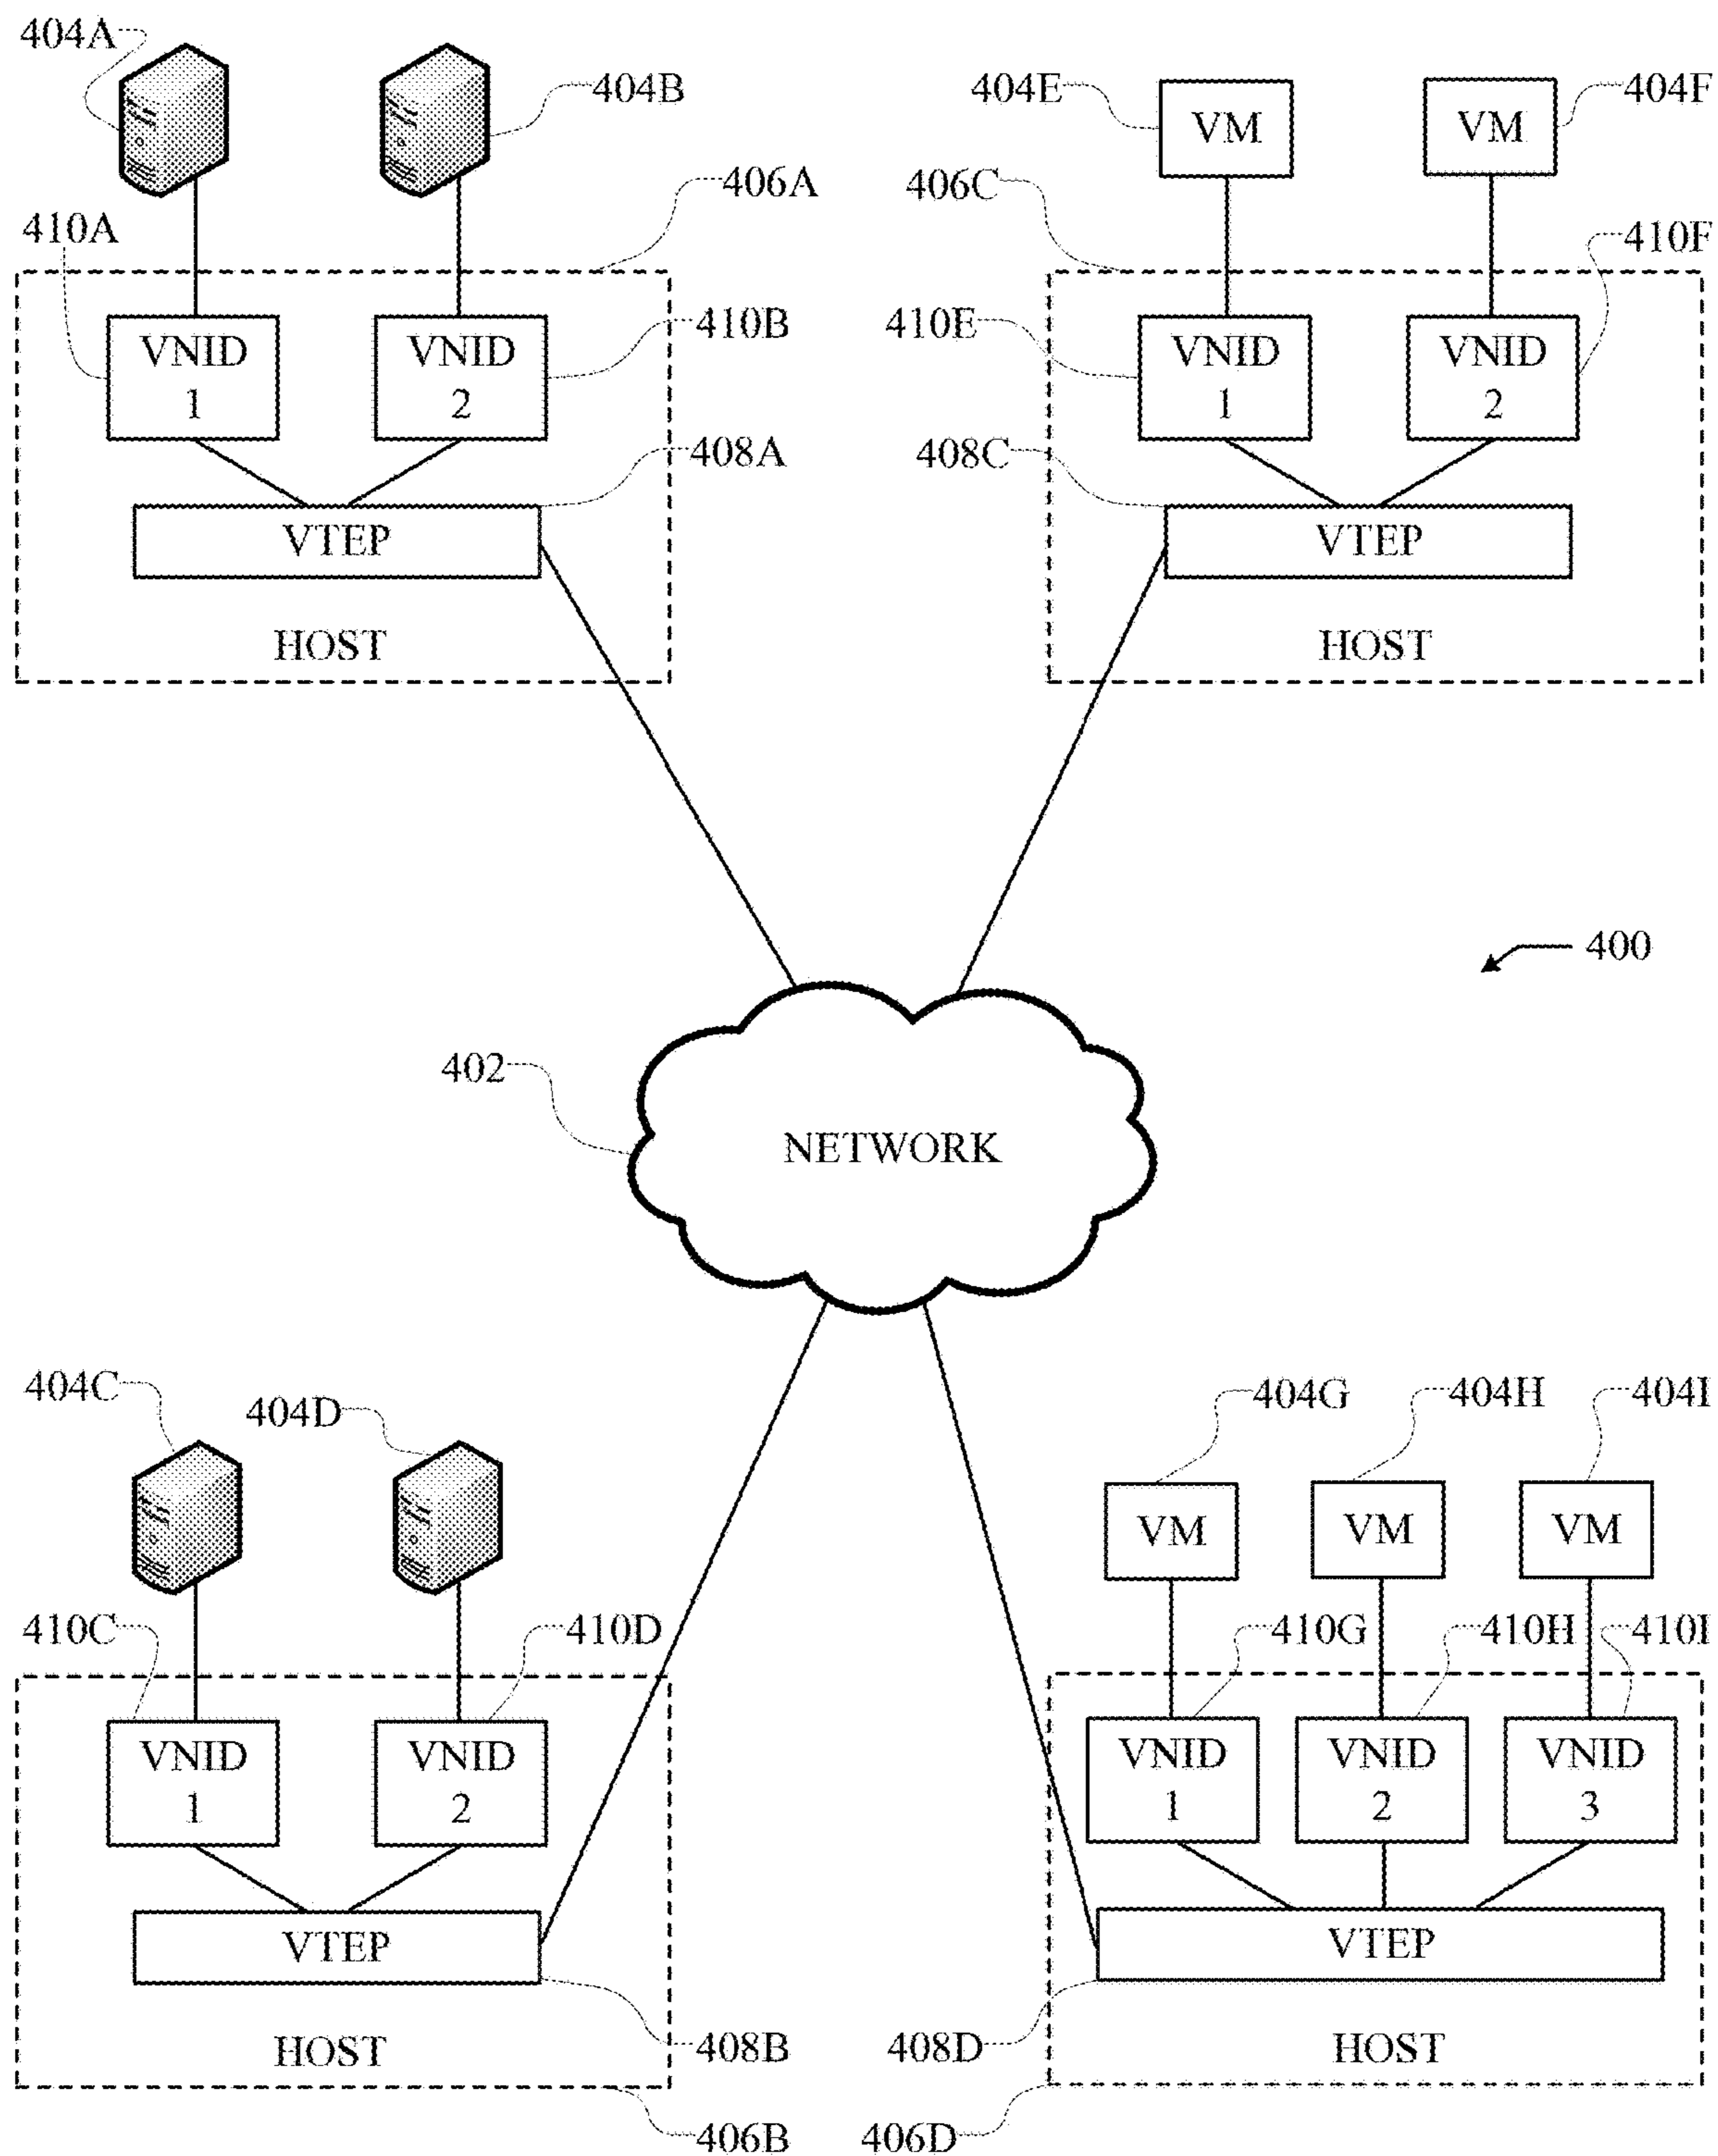 404A
404B
404E
VM
VM
404F
406A
406C
410A
410F
VNID
1
VNID
2
410B
410E
VNID
1
VNID
2
408A
408C
VTEP
VTEP
HOST
HOST
400
402
NETWORK
404C
404D
404G
404H
404I
VM
VM
VM
410C
410D
410G
410H
410I
VNID
1
VNID
2
VNID
1
VNID
2
VNID
3
VTEP
VTEP
HOST
408B
408D
HOST
406B
406D